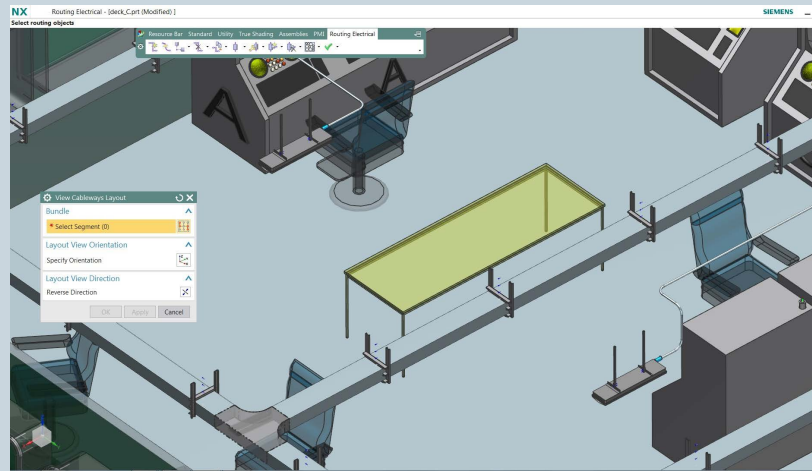 NX Routing Electrical - [deck_C.prt (Modified) ] SIEMENS
Select routing objects
Resource Bar Standard Utility True Shading Assemblies PMI Routing Electrical
A
A
View Cableways Layout
Bundle
* Select Segment (0)
Layout View Orientation
Specify Orientation
Layout View Direction
Reverse Direction
OK Apply Cancel